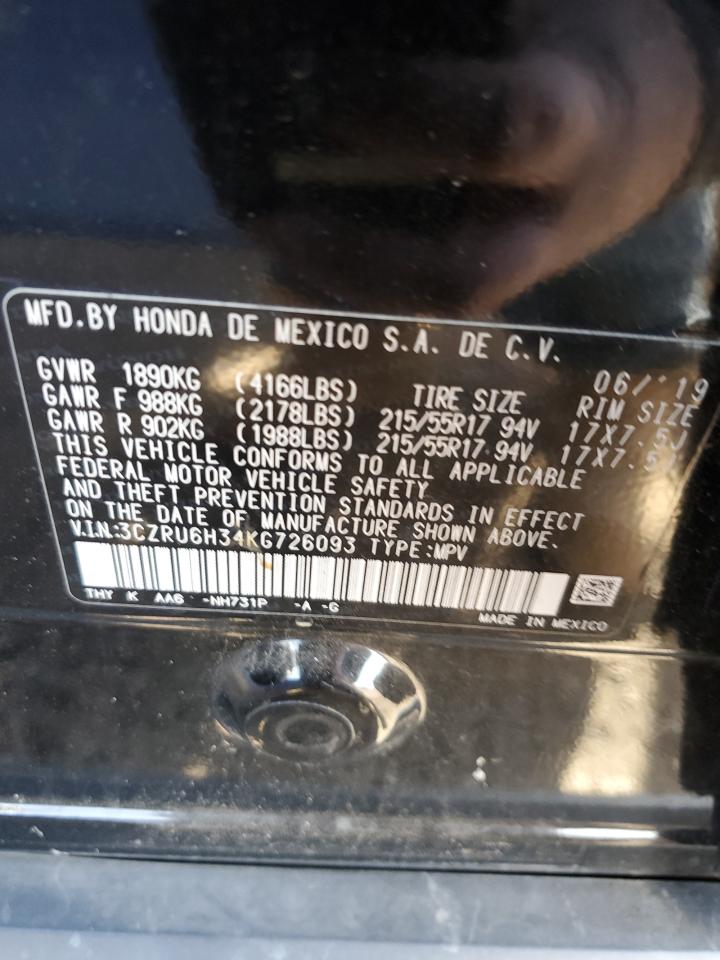 MFD.BY HONDA DE MEXICO S.A. DE C.V.
06/'19
GVWR 1890KG (4166LBS) TIRE SIZE RIM SIZE
GAWR F 988KG (2178LBS) 215/55R17 94V 17X7.5J
GAWR R 902KG (1988LBS) 215/55R17 94V 17X7.5J
THIS VEHICLE CONFORMS TO ALL APPLICABLE
FEDERAL MOTOR VEHICLE SAFETY
AND THEFT PREVENTION STANDARDS IN EFFECT
ON THE DATE OF MANUFACTURE SHOWN ABOVE.
V.I.N:3CZRU6H34KG726093 TYPE:MPV
THY K AA6 -NH731P -A -G
MADE IN MEXICO